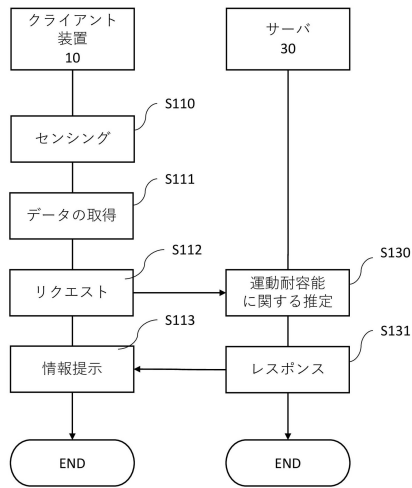 クライアント
装置
10
サーバ
30
S110
センシング
S111
データの取得
S112
リクエスト
S130
運動耐容能
に関する推定
S113
情報提示
S131
レスポンス
END
END